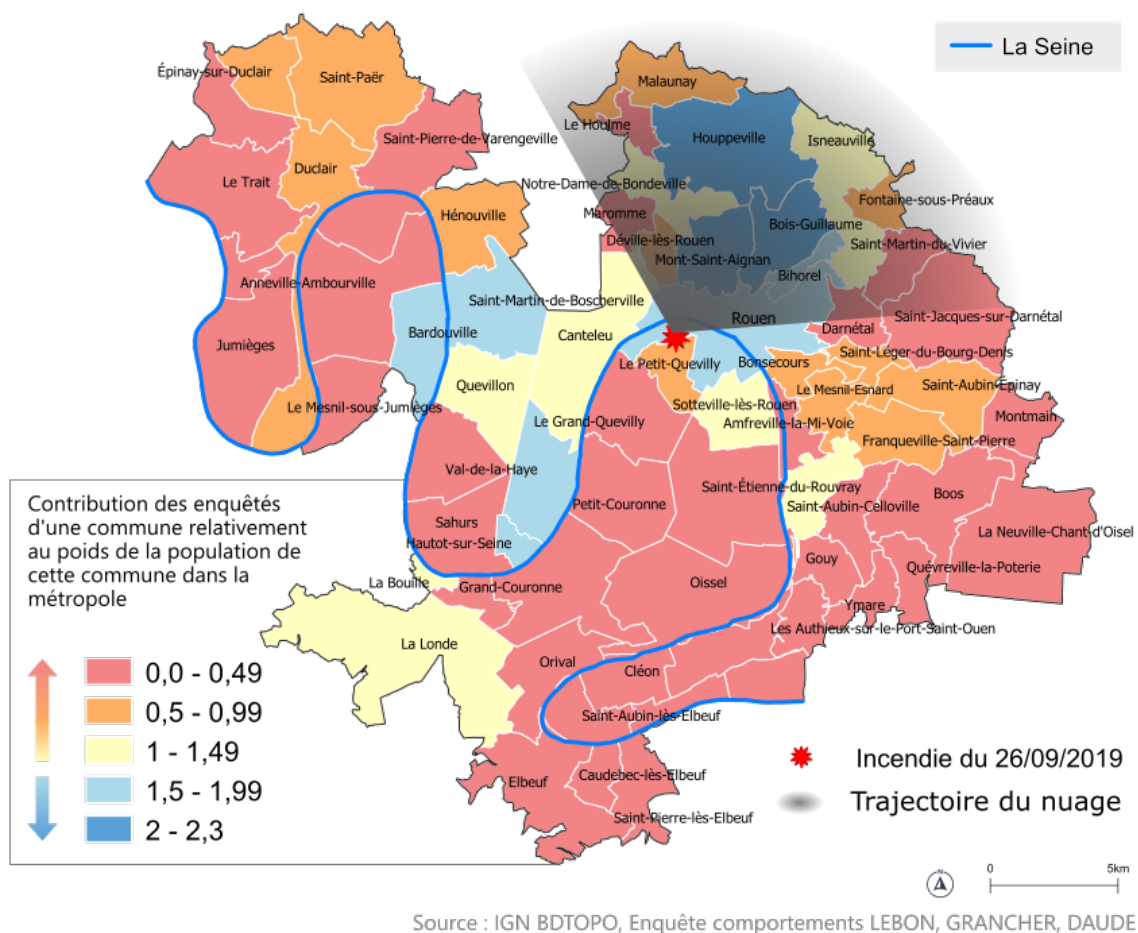 La Seine
Malaunay
Épinay-sur-Duclair
Saint-Paër
Le Houlme
Houppeville
Isneauville
Saint-Pierre-de-Varengeville
Duclair
Le Trait
Notre-Dame-de-Bondeville
Fontaine-sous-Préaux
Hénouville
Maromme
Bois-Guillaume
Déville-lès-Rouen
Saint-Martin-du-Vivier
Mont-Saint-Aignan
Bihorel
Anneville-Ambourville
Saint-Martin-de-Boscherville
Rouen
Saint-Jacques-sur-Darnétal
Bardouville
Canteleu
Darnétal
Jumièges
Saint-Léger-du-Bourg-Denis
Le Petit-Quevilly
Bonsecours
Quevillon
Le Mesnil-Esnard
Saint-Aubin-Épinay
Le Mesnil-sous-Jumièges
Sotteville-lès-Rouen
Le Grand-Quevilly
Amfreville-la-Mi-Voie
Montmain
Franqueville-Saint-Pierre
Val-de-la-Haye
Saint-Étienne-du-Rouvray
Boos
Petit-Couronne
Saint-Aubin-Celloville
Sahurs
La Neuville-Chant-d'Oisel
Hautot-sur-Seine
Gouy
Quévreville-la-Poterie
La Bouille
Grand-Couronne
Oissel
Ymare
Les Authieux-sur-le-Port-Saint-Ouen
La Londe
Orival
Cléon
Saint-Aubin-lès-Elbeuf
Elbeuf
Caudebec-lès-Elbeuf
Saint-Pierre-lès-Elbeuf
Contribution des enquêtés
d'une commune relativement
au poids de la population de
cette commune dans la
métropole
0,0 - 0,49
0,5 - 0,99
1 - 1,49
1,5 - 1,99
2 - 2,3
Incendie du 26/09/2019
Trajectoire du nuage
0 5km
Source : IGN BDTOPO, Enquête comportements LEBON, GRANCHER, DAUDE